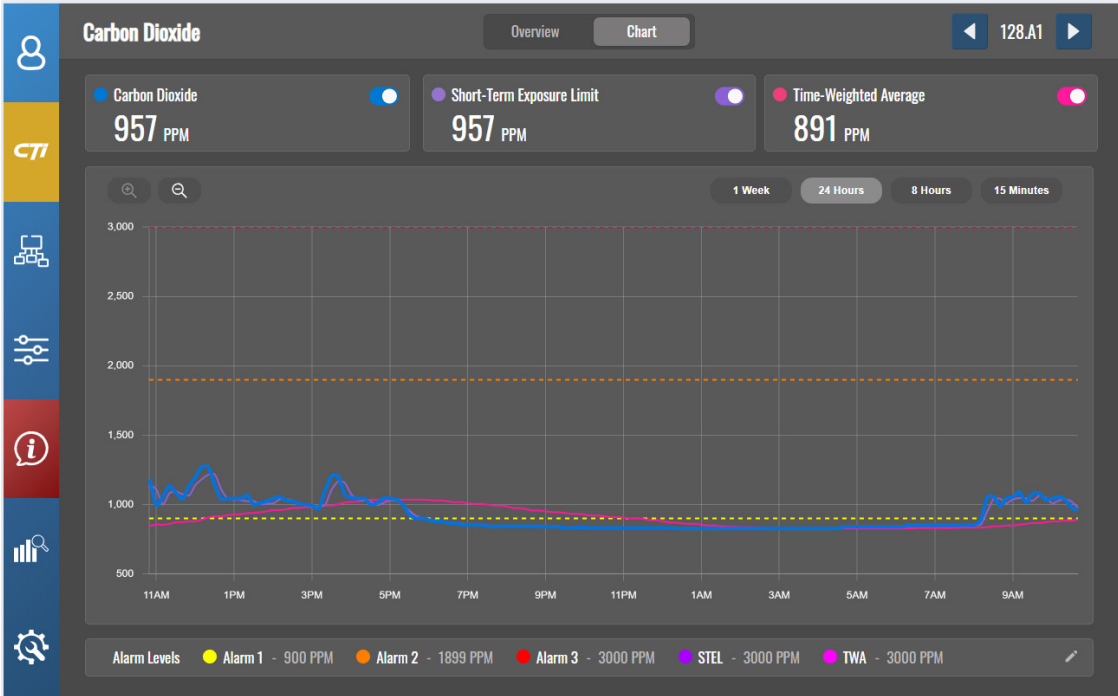 Carbon Dioxide
Overview
Chart
128.A1
Carbon Dioxide
957 PPM
Short-Term Exposure Limit
957 PPM
Time-Weighted Average
891 PPM
CTi
1 Week
24 Hours
8 Hours
15 Minutes
3,000
2,500
2,000
1,500
1,000
500
11AM
1PM
3PM
5PM
7PM
9PM
11PM
1AM
3AM
5AM
7AM
9AM
Alarm Levels
Alarm 1 - 900 PPM
Alarm 2 - 1899 PPM
Alarm 3 - 3000 PPM
STEL - 3000 PPM
TWA - 3000 PPM